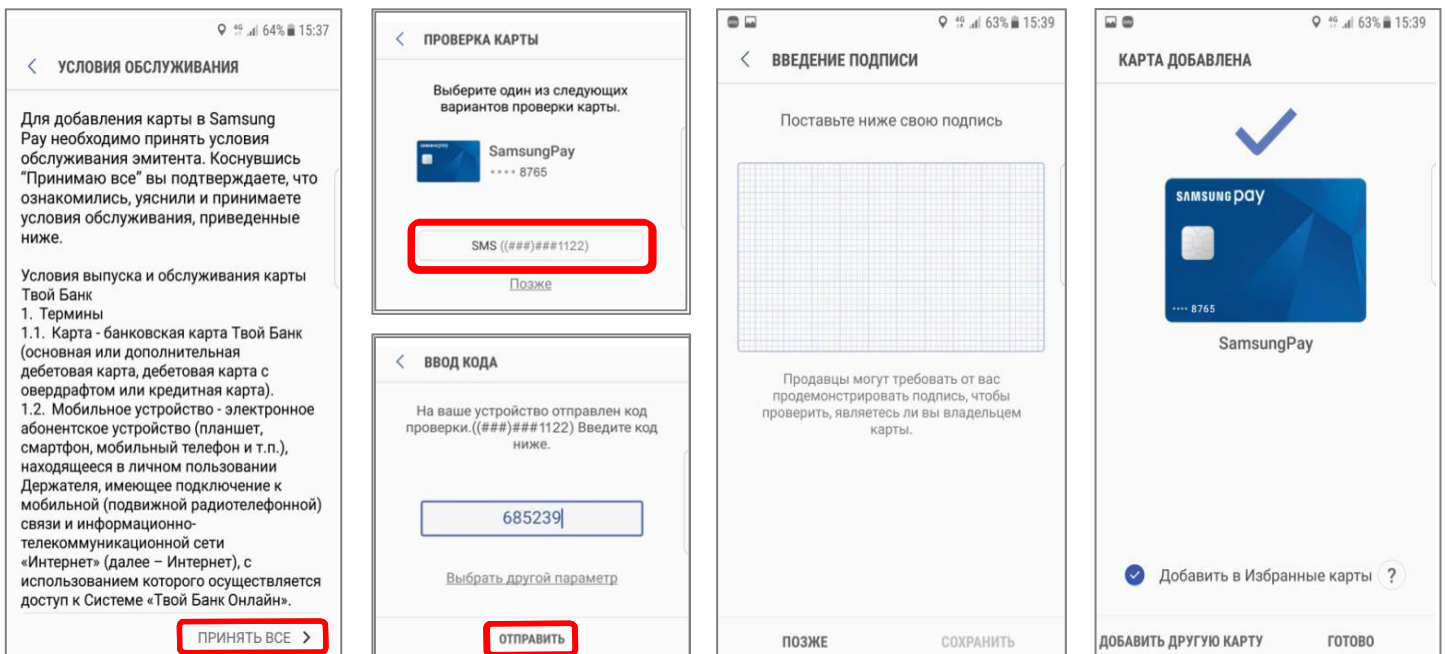 64% 15:37
УСЛОВИЯ ОБСЛУЖИВАНИЯ
Для добавления карты в Samsung
Pay необходимо принять условия
обслуживания эмитента. Коснувшись
“Принимаю все” вы подтверждаете, что
ознакомились, уяснили и принимаете
условия обслуживания, приведенные
ниже.
Условия выпуска и обслуживания карты
Твой Банк
1. Термины
1.1. Карта - банковская карта Твой Банк
(основная или дополнительная
дебетовая карта, дебетовая карта с
овердрафтом или кредитная карта).
1.2. Мобильное устройство - электронное
абонентское устройство (планшет,
смартфон, мобильный телефон и т.п.),
находящееся в личном пользовании
Держателя, имеющее подключение к
мобильной (подвижной радиотелефонной)
связи и информационно-
телекоммуникационной сети
«Интернет» (далее – Интернет), с
использованием которого осуществляется
доступ к Системе «Твой Банк Онлайн».
ПРИНЯТЬ ВСЕ
ПРОВЕРКА КАРТЫ
Выберите один из следующих
вариантов проверки карты.
SamsungPay
•••• 8765
SMS ((###)###1122)
Позже
ВВОД КОДА
На ваше устройство отправлен код
проверки.((###)###1122) Введите код
ниже.
685239
Выбрать другой параметр
ОТПРАВИТЬ
4G 63% 15:39
ВВЕДЕНИЕ ПОДПИСИ
Поставьте ниже свою подпись
Продавцы могут требовать от вас
продемонстрировать подпись, чтобы
проверить, являетесь ли вы владельцем
карты.
ПОЗЖЕ СОХРАНИТЬ
4G 63% 15:39
КАРТА ДОБАВЛЕНА
SAMSUNG pay
•••• 8765
SamsungPay
Добавить в Избранные карты ?
ДОБАВИТЬ ДРУГУЮ КАРТУ ГОТОВО